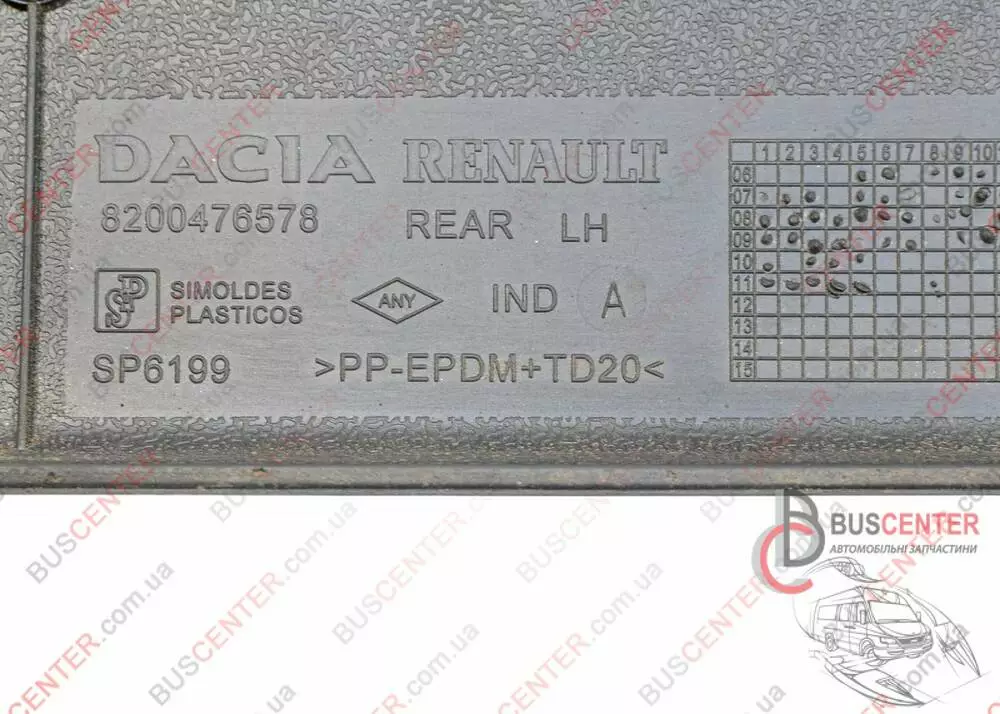 DACIA RENAULT
8200476578 REAR LH
SP SIMOLDES
PLASTICOS
ANY IND A
SP6199 >PP-EPDM+TD20<
1 2 3 4 5 6 7 8 9 10
06
07
08
09
10
11
12
13
14
15
BUSCENTER
АВТОМОБІЛЬНІ ЗАПЧАСТИНИ
BUSCENTER.com.ua